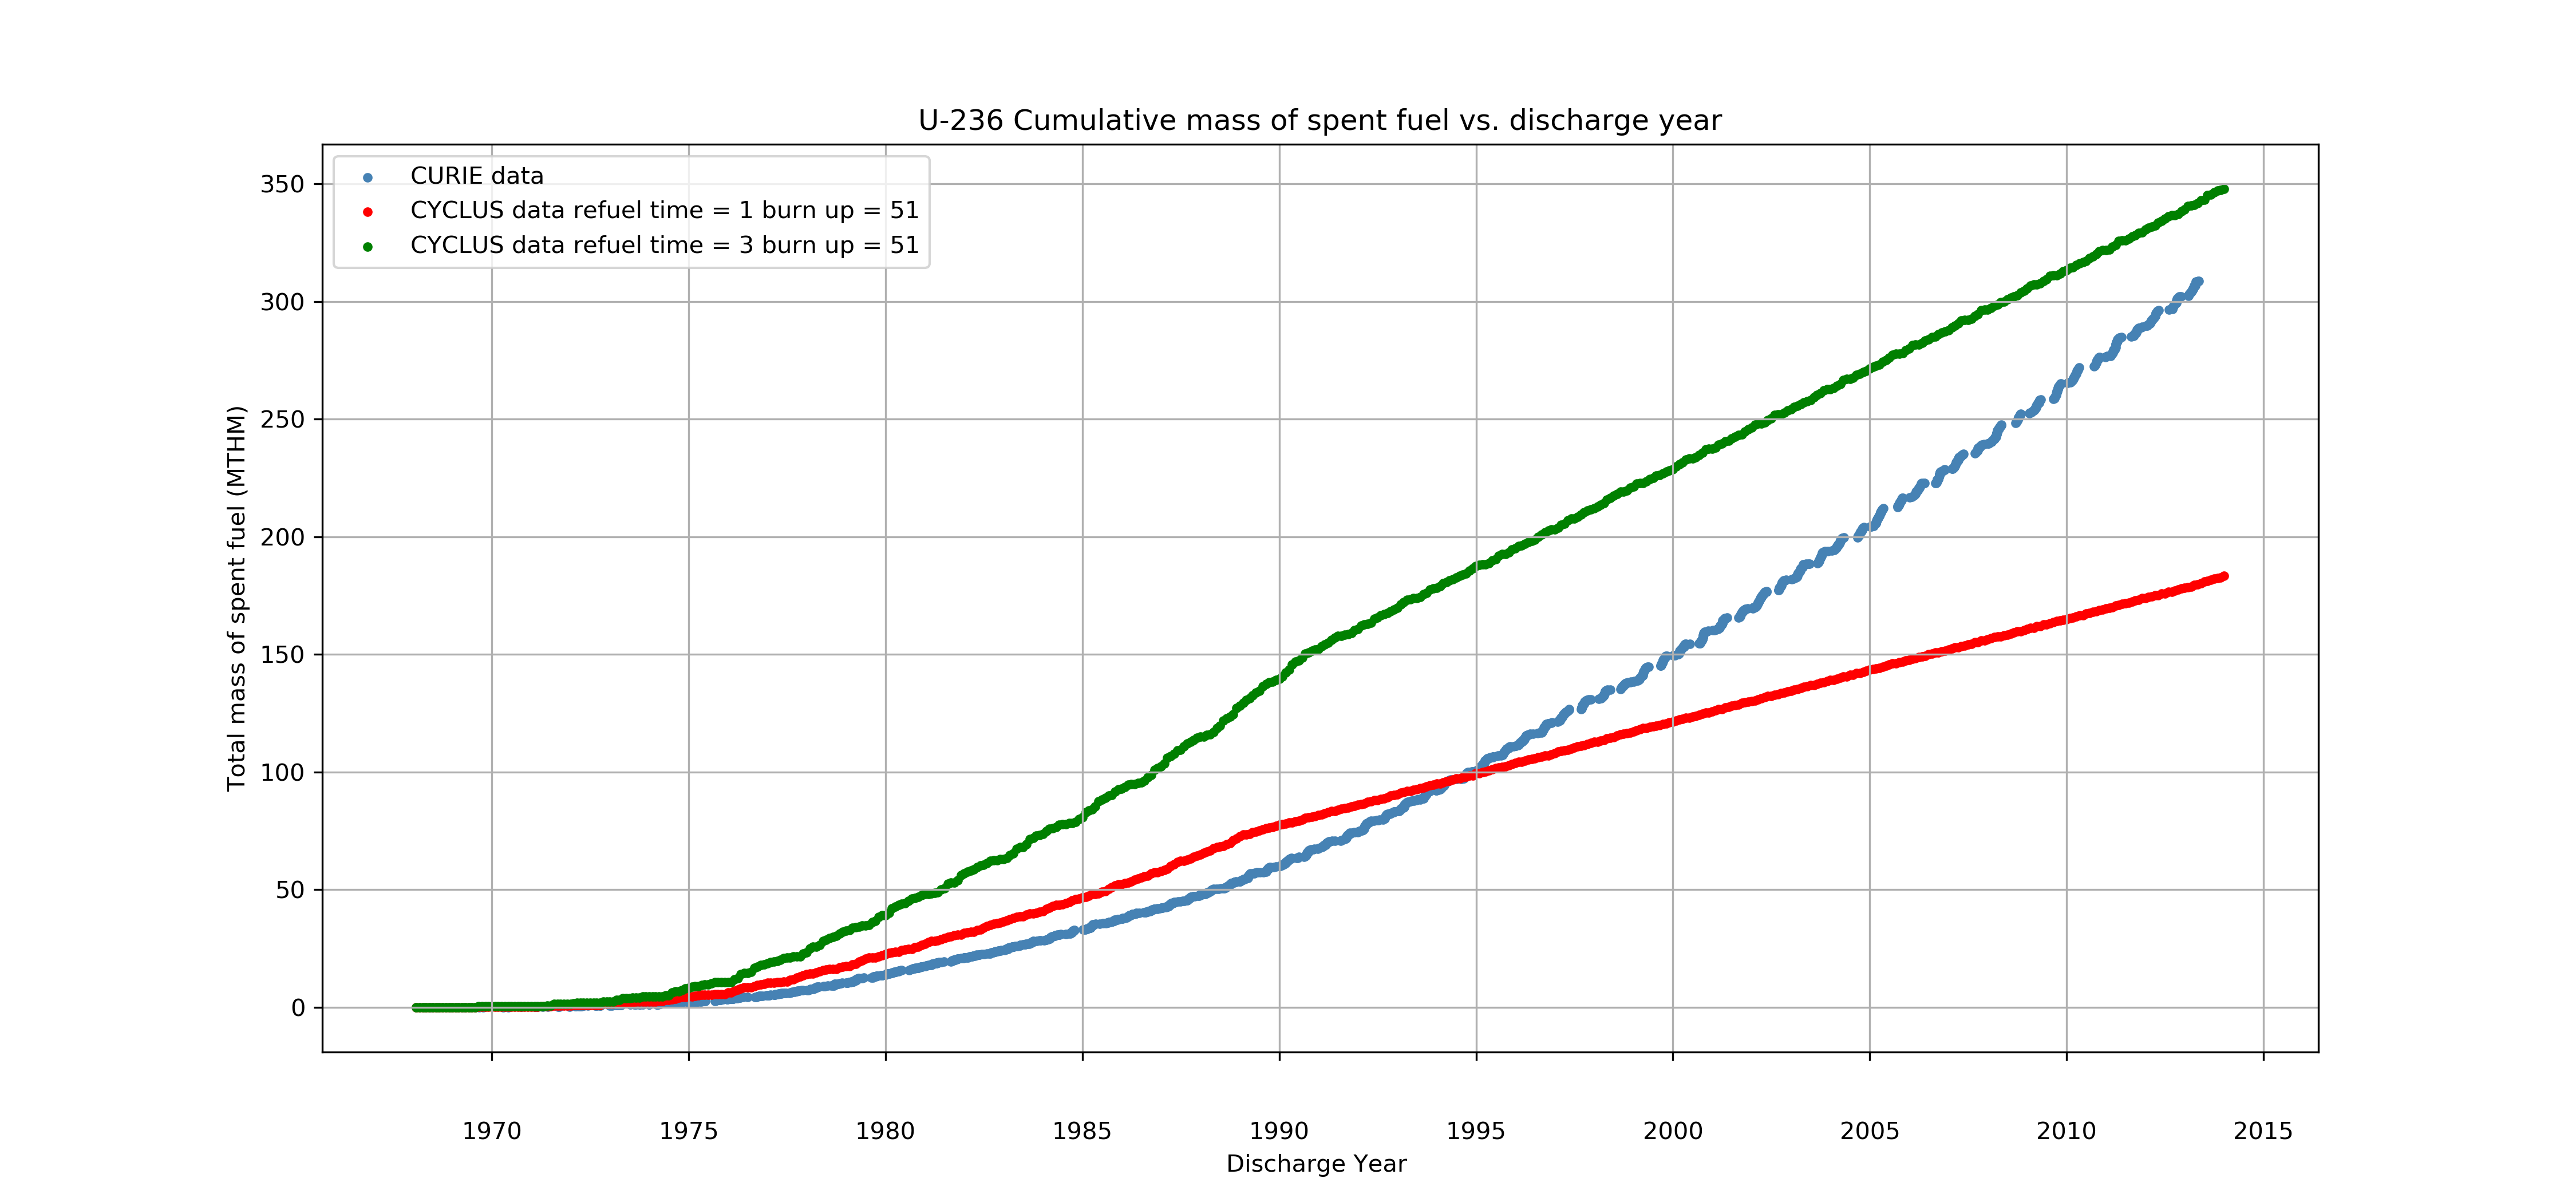 U-236 Cumulative mass of spent fuel vs. discharge year
CURIE data
CYCLUS data refuel time = 1 burn up = 51
CYCLUS data refuel time = 3 burn up = 51
Total mass of spent fuel (MTHM)
350
300
250
200
150
100
50
0
1970 1975 1980 1985 1990 1995 2000 2005 2010 2015
Discharge Year